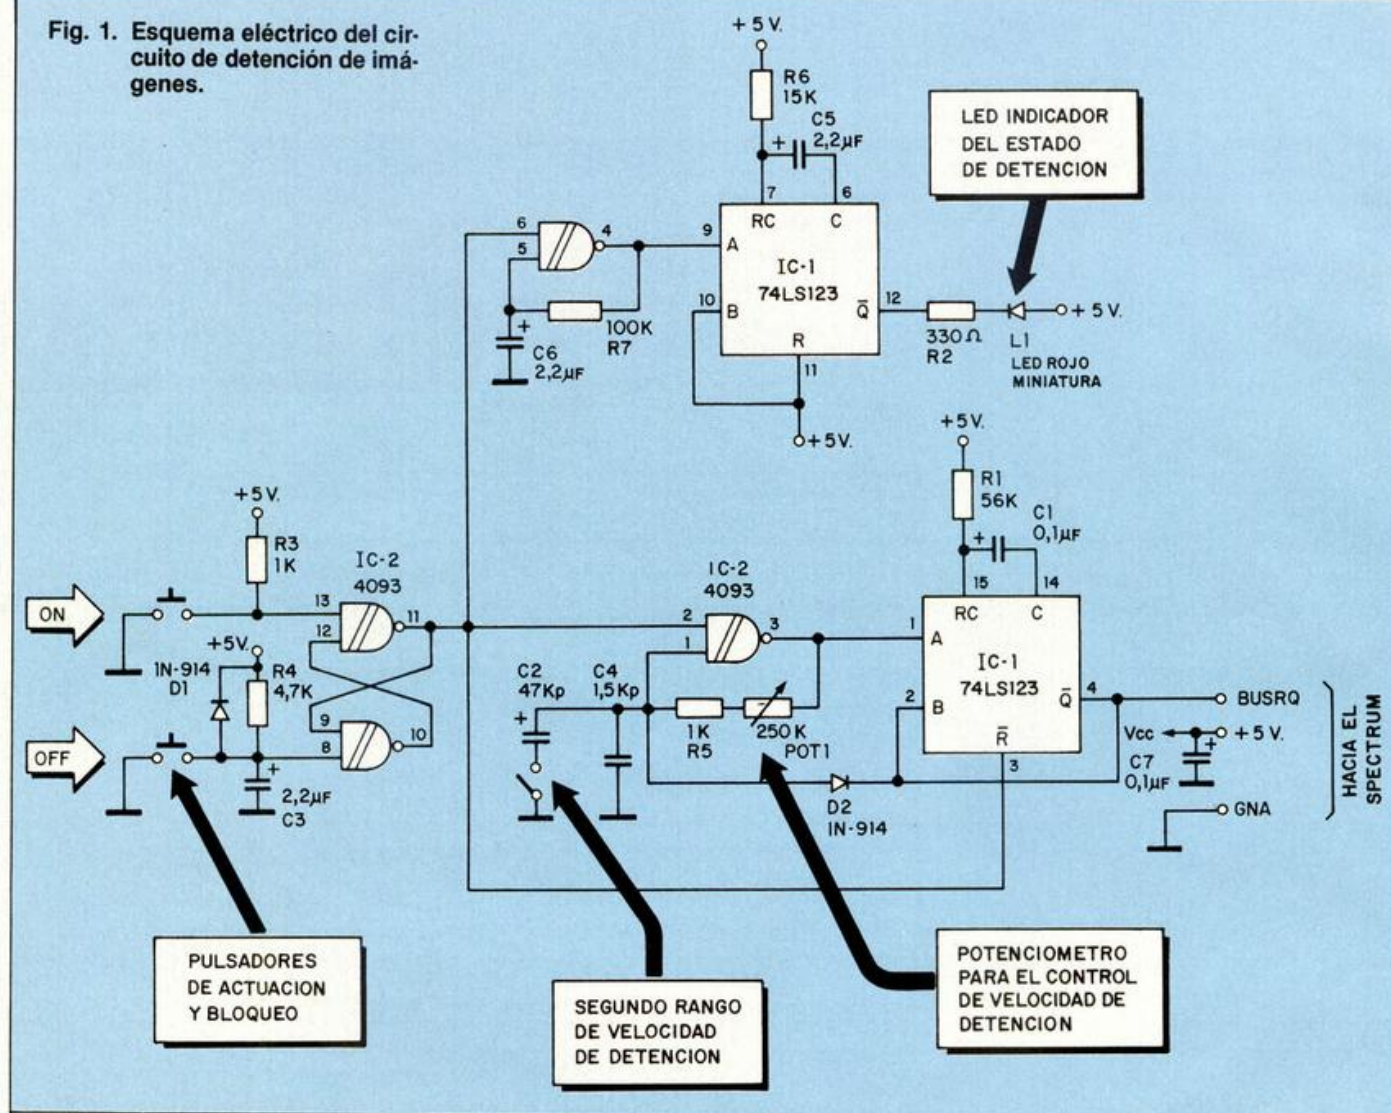 Fig. 1. Esquema eléctrico del cir-
cuito de detención de imá-
genes.
+5 V.
R6
15K
C5
+ 2,2µF
7
6
RC
C
6
5
4
9
A
IC-1
74LS123
10
B
Q̄
12
R
11
+5V.
330Ω
R2
L1
LED ROJO
MINIATURA
+ 5 V.
LED INDICADOR
DEL ESTADO
DE DETENCION
100K
R7
+
C6
2,2µF
+5V.
R1
56K
C1
+ 0,1µF
15
14
RC
C
1
A
IC-1
74LS123
2
B
Q̄
4
R̄
3
BUSRQ
Vcc
+ 5 V.
+
C7
0,1µF
GNA
HACIA EL
SPECTRUM
+5V.
R3
1K
IC-2
4093
ON
13
12
11
+5V.
1N-914
D1
R4
4,7K
OFF
9
8
10
+
2,2µF
C3
IC-2
4093
2
1
3
C2
47Kp
+
C4
1,5Kp
1K
R5
250 K
POT1
D2
1N-914
PULSADORES
DE ACTUACION
Y BLOQUEO
SEGUNDO RANGO
DE VELOCIDAD
DE DETENCION
POTENCIOMETRO
PARA EL CONTROL
DE VELOCIDAD DE
DETENCION